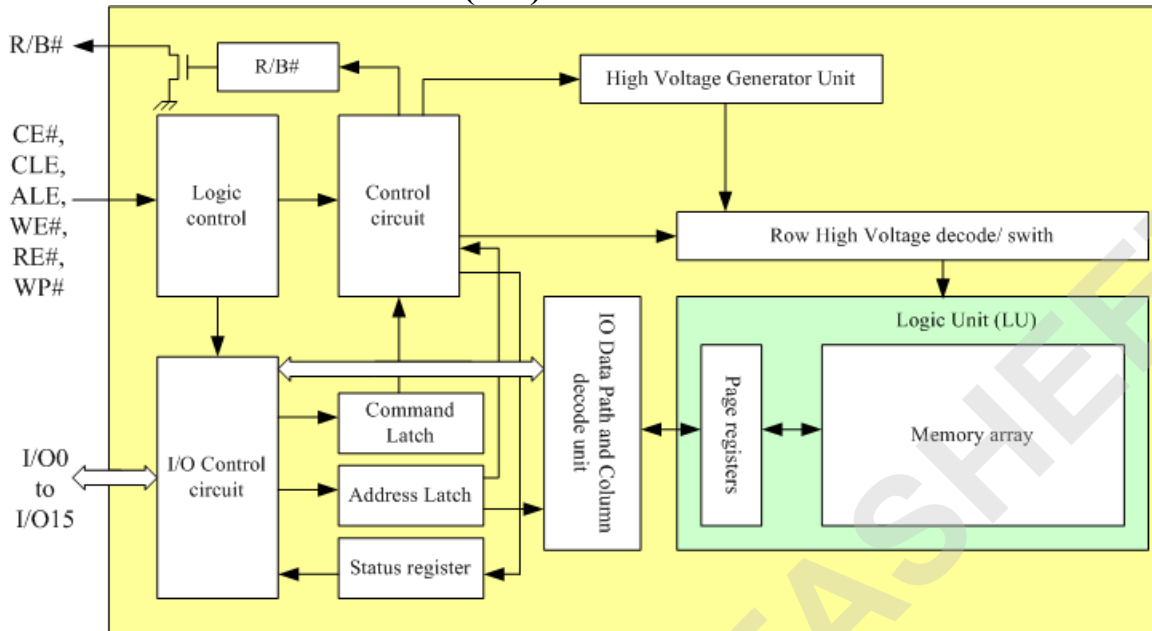 R/B#
R/B#
High Voltage Generator Unit
CE#,
CLE,
ALE,
WE#,
RE#,
WP#
Logic
control
Control
circuit
Row High Voltage decode/ swith
Logic Unit (LU)
IO Data Path and Column
decode unit
Page registers
Memory array
Command
Latch
I/O0
to
I/O15
I/O Control
circuit
Address Latch
Status register